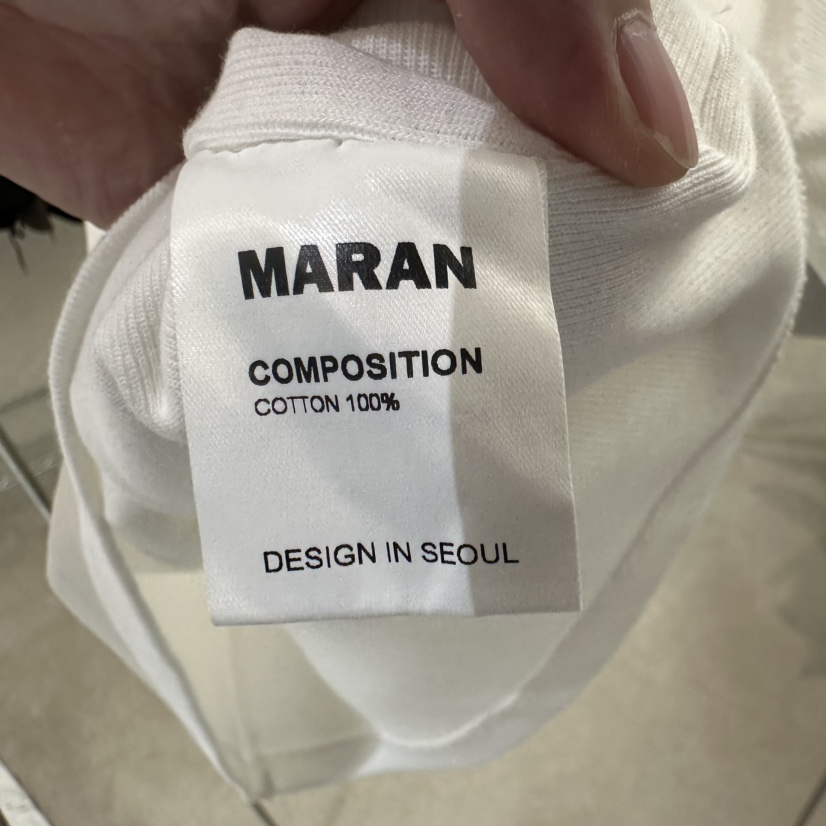 MARAN
COMPOSITION
COTTON 100%
DESIGN IN SEOUL